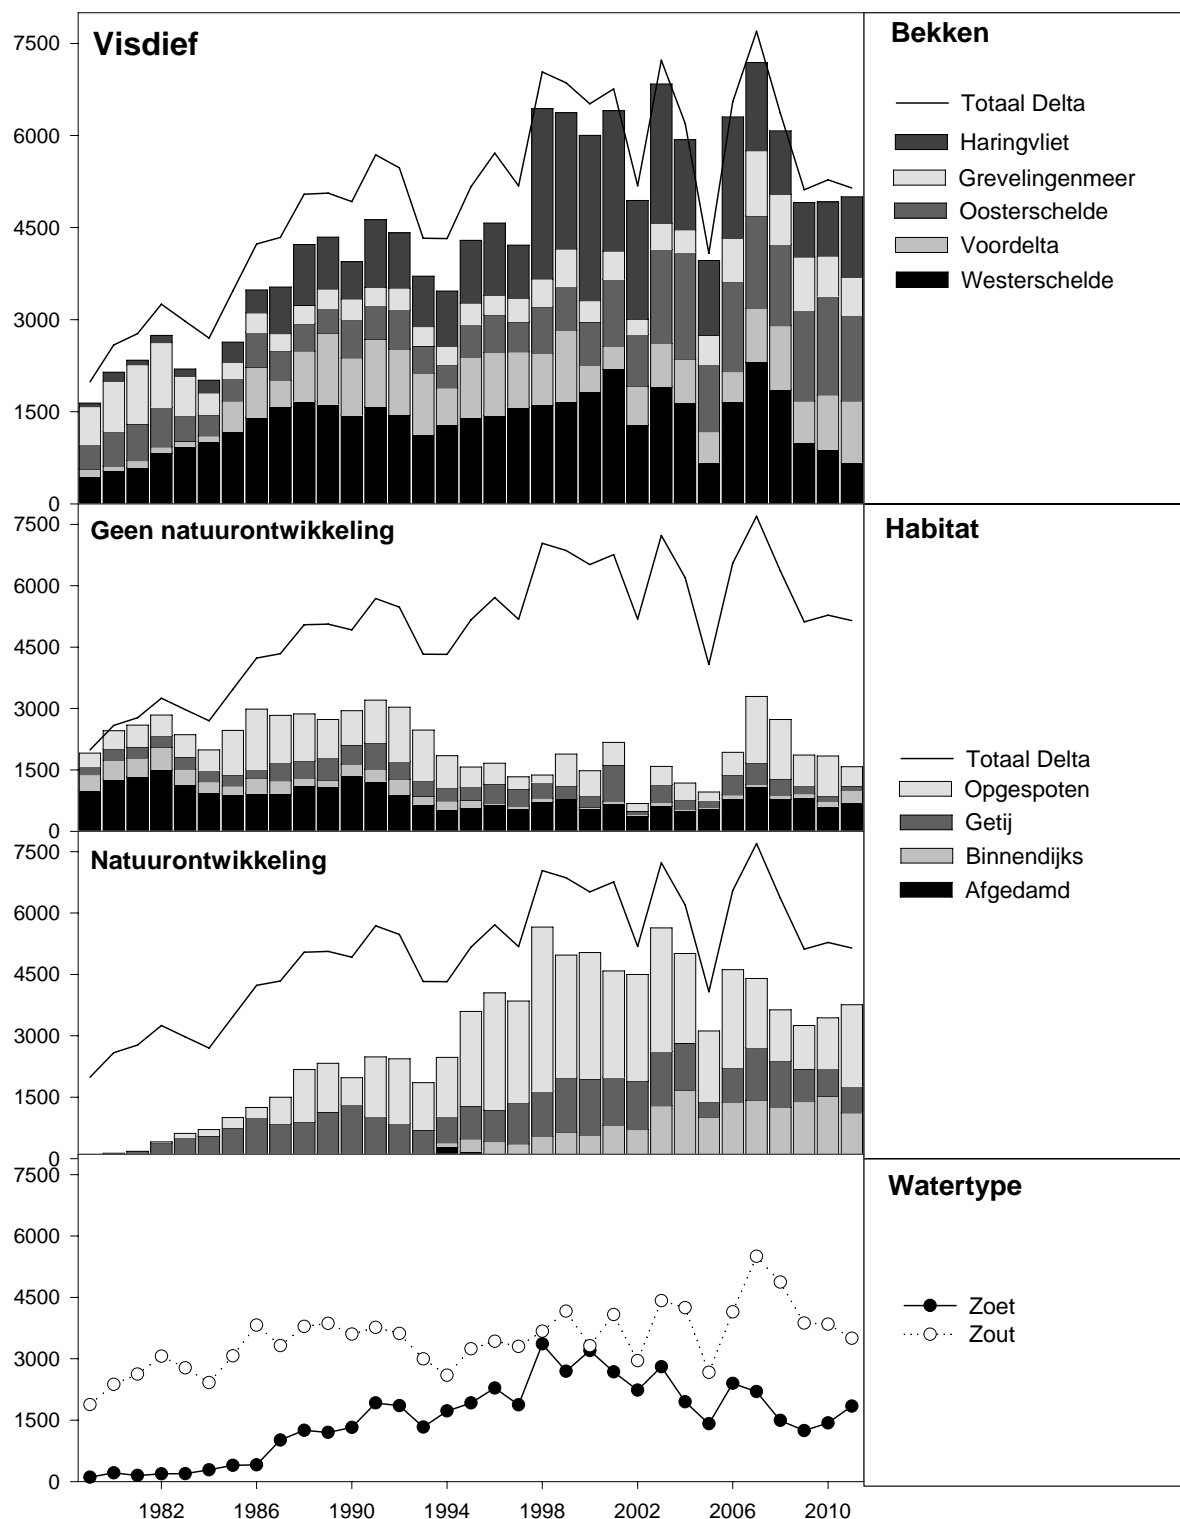 Visdief
7500
6000
4500
3000
1500
0
Bekken
Totaal Delta
Haringvliet
Grevelingenmeer
Oosterschelde
Voordelta
Westerschelde
Geen natuurontwikkeling
7500
6000
4500
3000
1500
0
Habitat
Totaal Delta
Opgespoten
Getij
Binnendijks
Afgedamd
Natuurontwikkeling
7500
6000
4500
3000
1500
0
Watertype
7500
6000
4500
3000
1500
0
Zoet
Zout
1982 1986 1990 1994 1998 2002 2006 2010